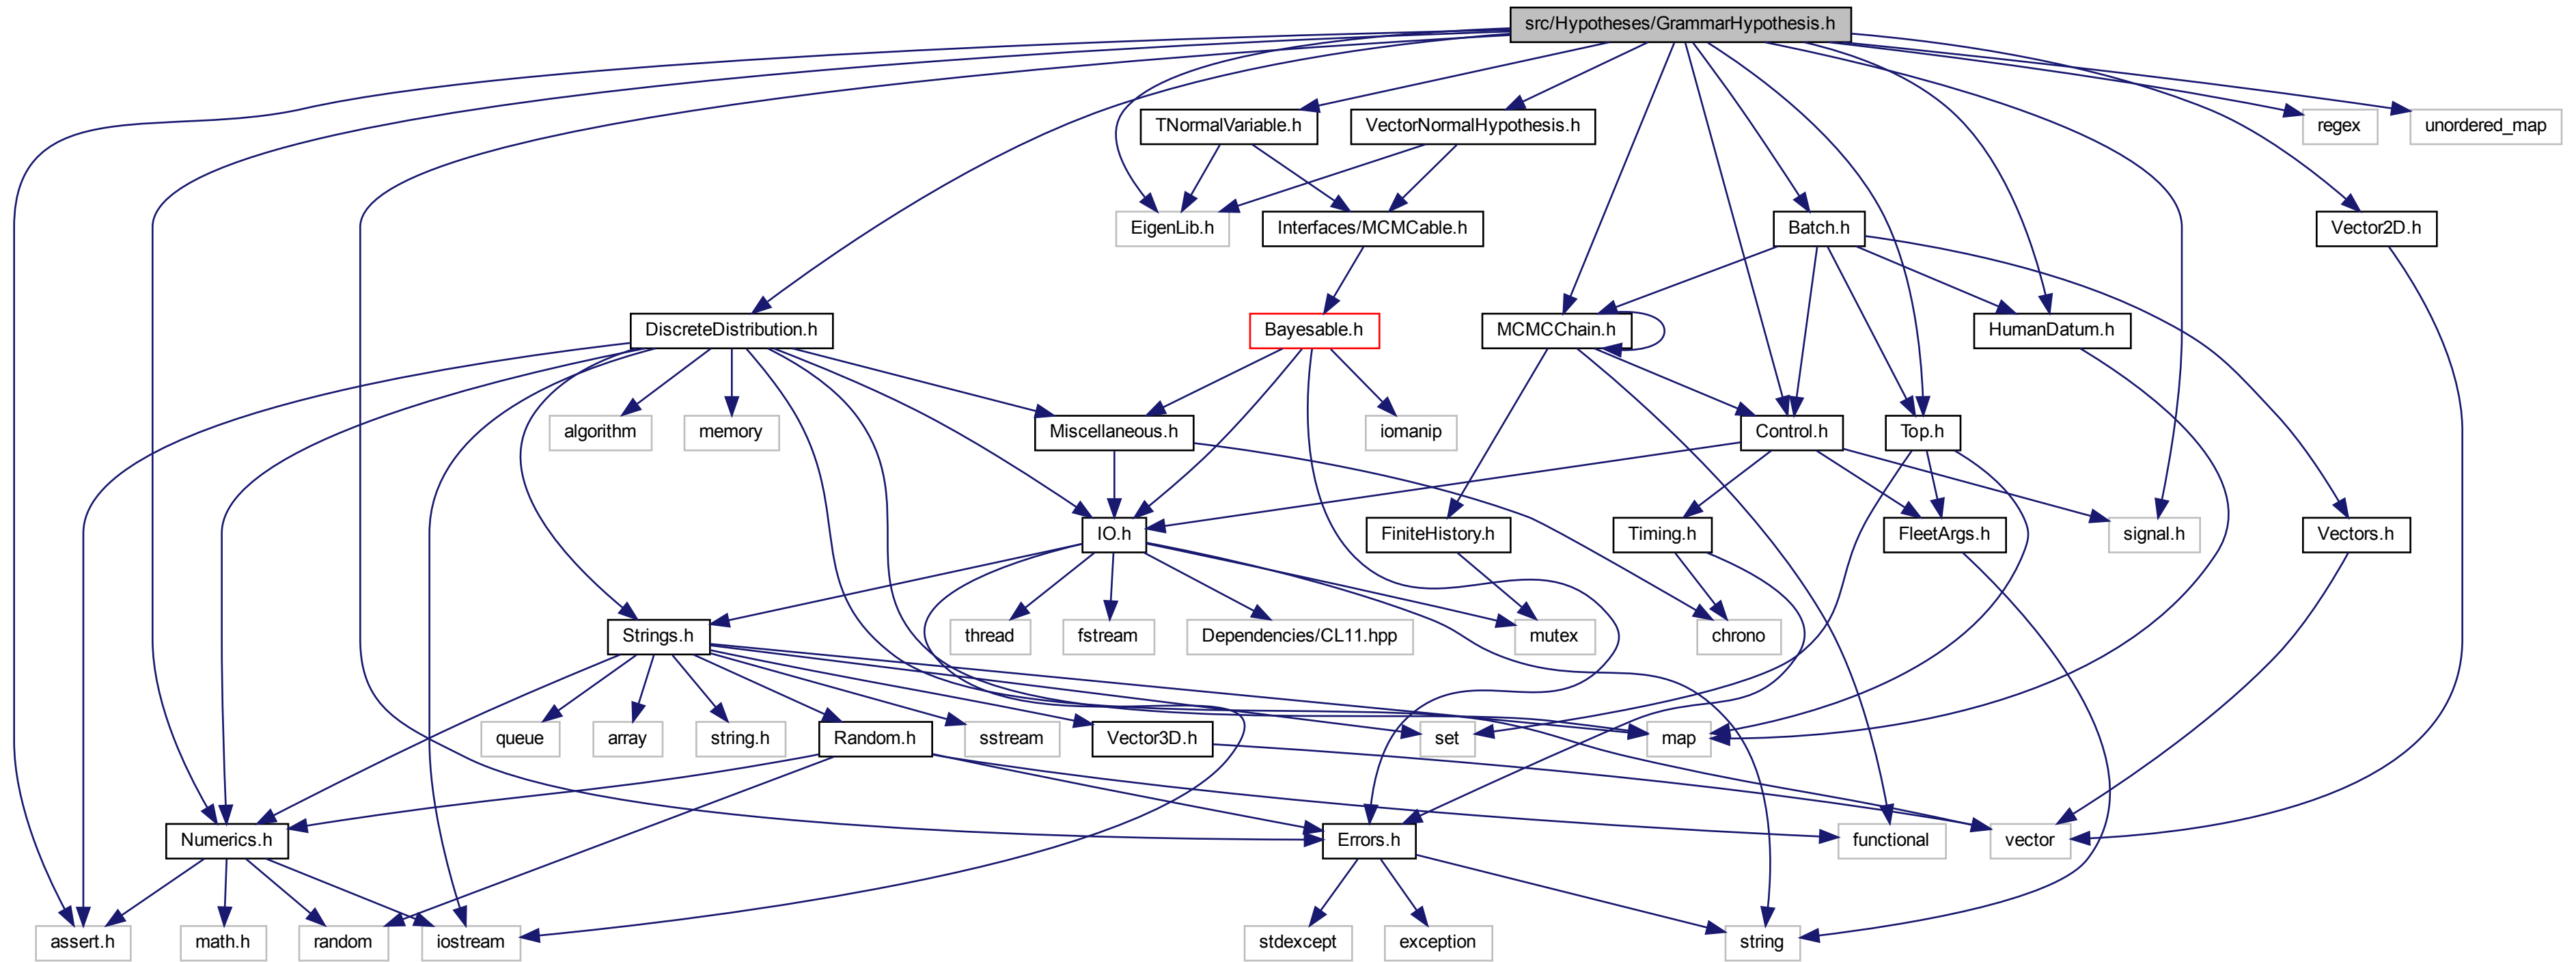 src/Hypotheses/GrammarHypothesis.h
TNormalVariable.h
VectorNormalHypothesis.h
regex
unordered_map
EigenLib.h
Interfaces/MCMCable.h
Batch.h
Vector2D.h
DiscreteDistribution.h
Bayesable.h
MCMCChain.h
HumanDatum.h
algorithm
memory
Miscellaneous.h
iomanip
Control.h
Top.h
IO.h
FiniteHistory.h
Timing.h
FleetArgs.h
signal.h
Vectors.h
Strings.h
thread
fstream
Dependencies/CL11.hpp
mutex
chrono
queue
array
string.h
Random.h
sstream
Vector3D.h
set
map
Numerics.h
Errors.h
functional
vector
assert.h
math.h
random
iostream
stdexcept
exception
string